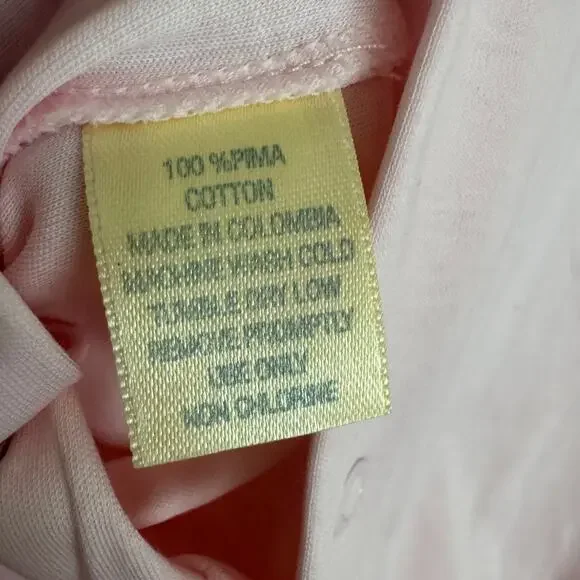 100 %PIMA
COTTON
MADE IN COLOMBIA
MACHINE WASH COLD
TUMBLE DRY LOW
REMOVE PROMPTLY
USE ONLY
NON CHLORINE